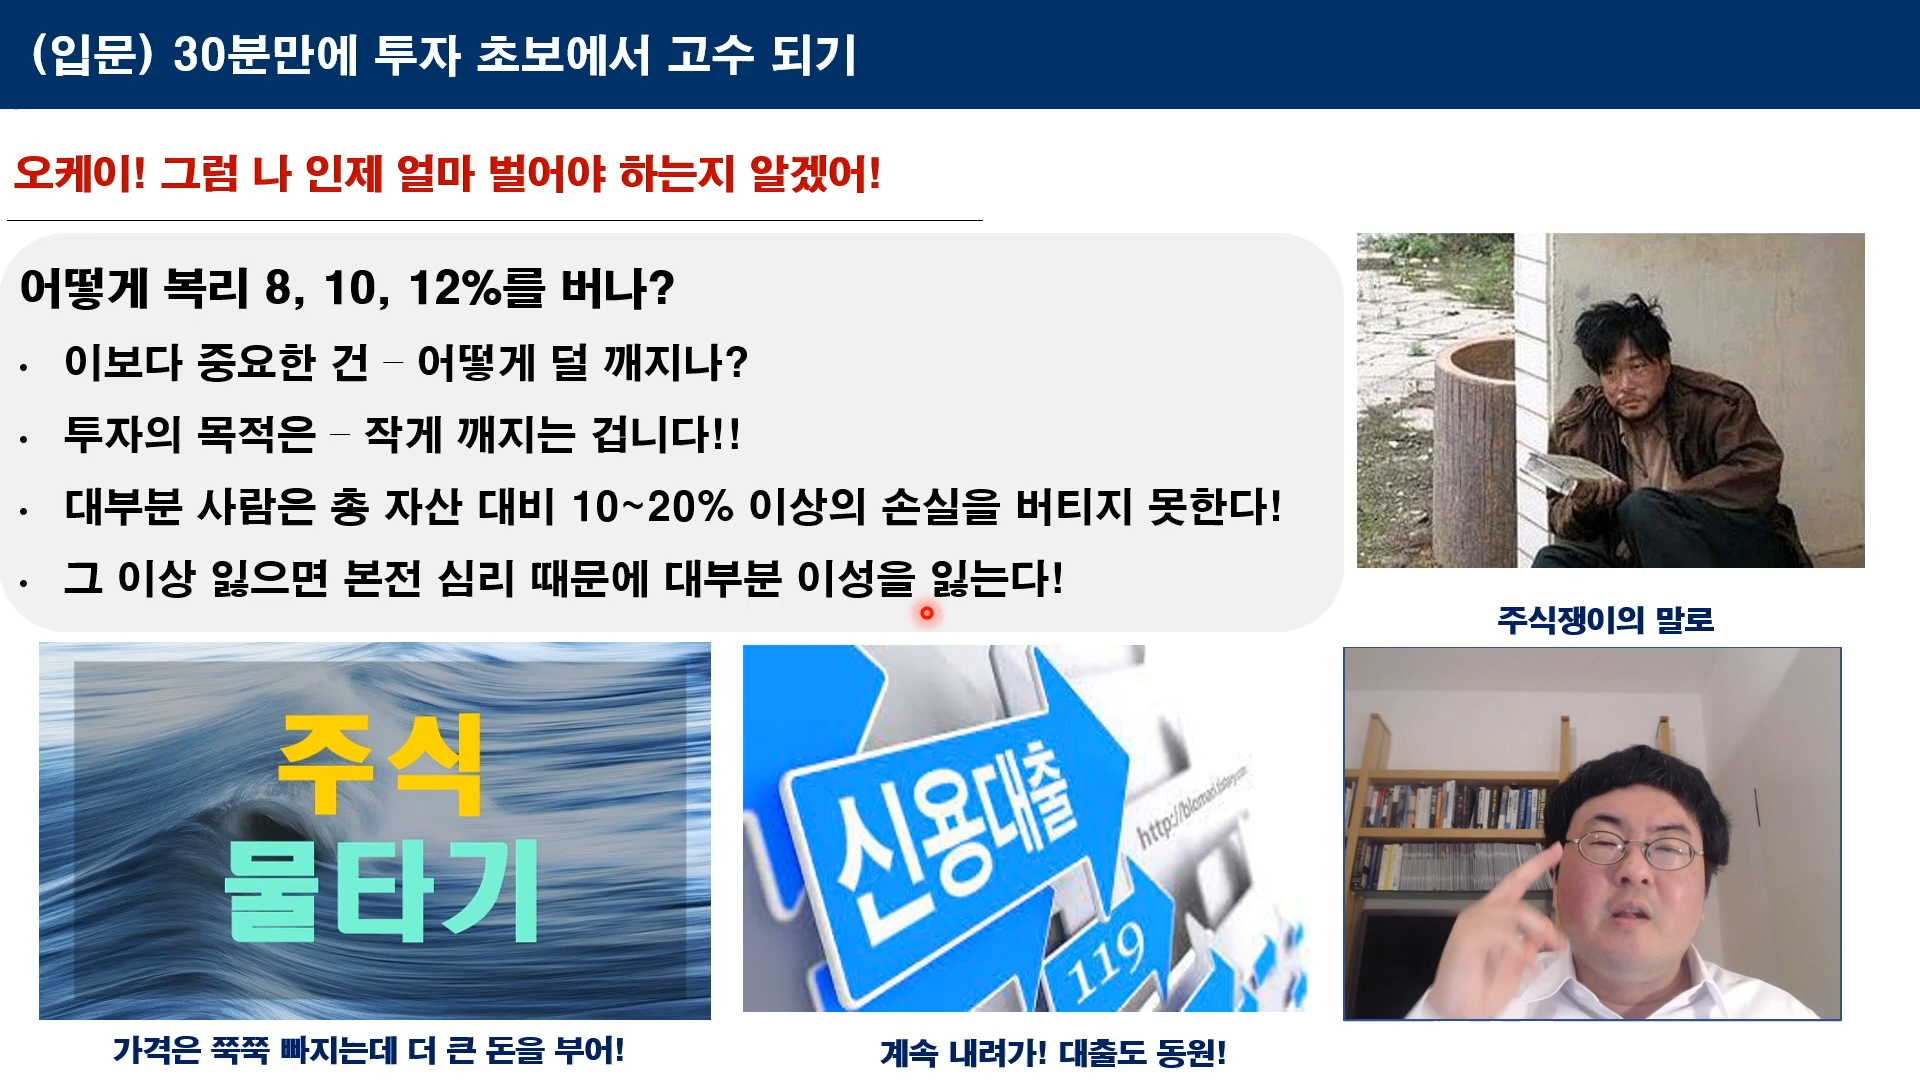 (입문) 30분만에 투자 초보에서 고수 되기
오케이! 그럼 나 인제 얼마 벌어야 하는지 알겠어!
어떻게 복리 8, 10, 12%를 버나?
• 이보다 중요한 건 – 어떻게 덜 깨지나?
• 투자의 목적은 – 작게 깨지는 겁니다!!
• 대부분 사람은 총 자산 대비 10~20% 이상의 손실을 버티지 못한다!
• 그 이상 잃으면 본전 심리 때문에 대부분 이성을 잃는다!
주식쟁이의 말로
주식
물타기
신용대출
119
가격은 쭉쭉 빠지는데 더 큰 돈을 부어!
계속 내려가! 대출도 동원!